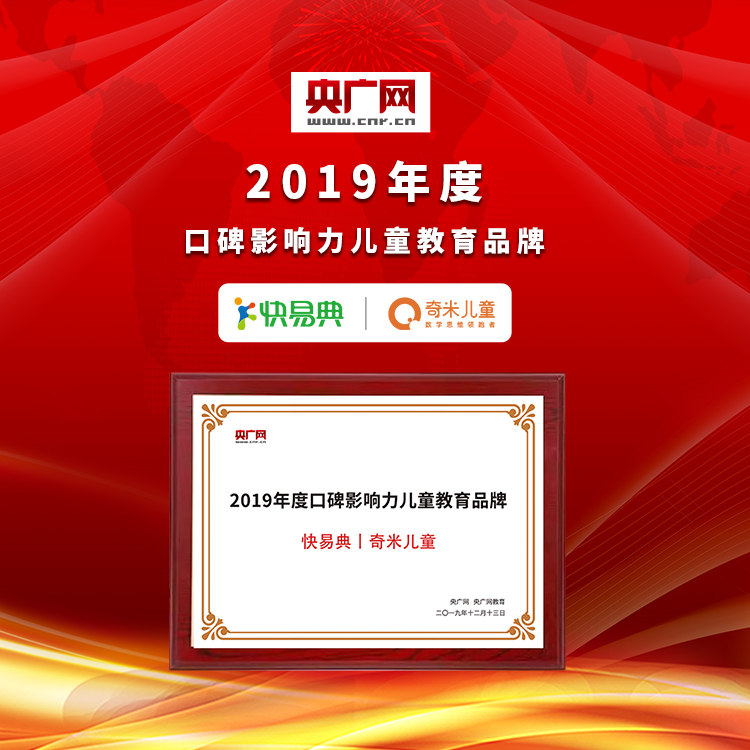 央广网
www.cnr.cn
2019年度
口碑影响力儿童教育品牌
快易典 | 奇米儿童
数学思维领跑者
央广网
www.cnr.cn
2019年度口碑影响力儿童教育品牌
快易典丨奇米儿童
央广网 央广网教育
二〇一九年十二月十三日